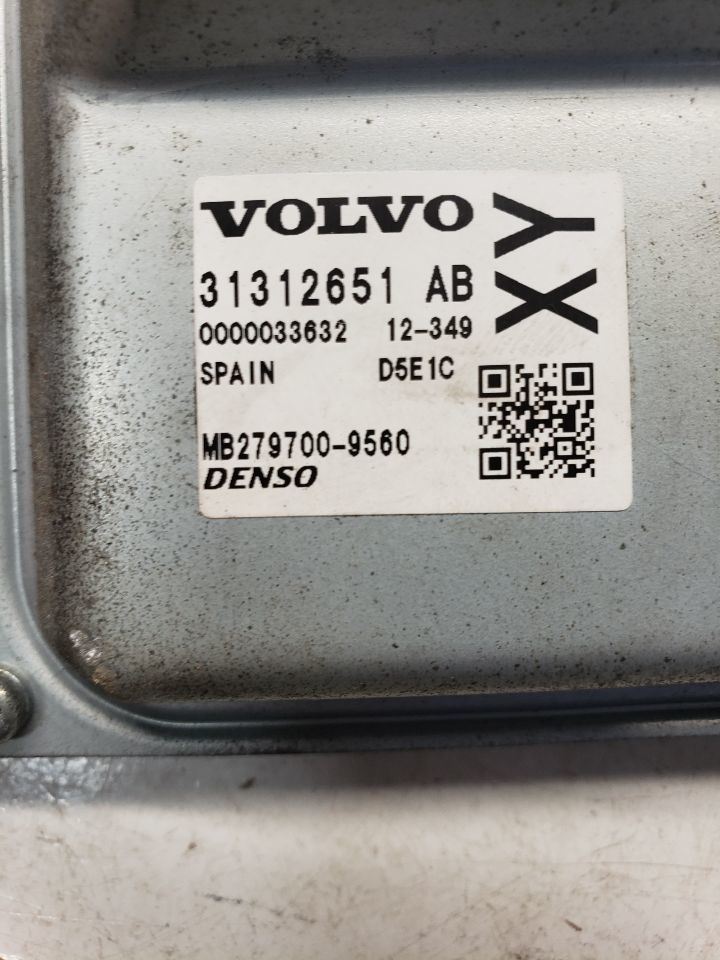 VOLVO
31312651 AB
0000033632 12-349
SPAIN D5E1C
MB279700-9560
DENSO
XY